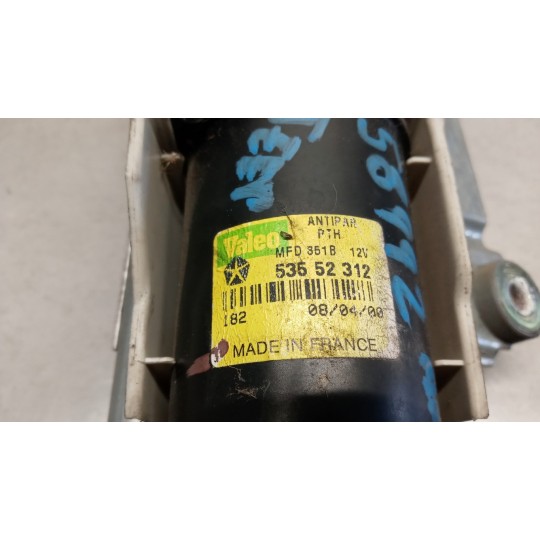 Valeo
ANTIPAR
PTH
MFD 351B 12V
535 52 312
182 08/04/00
MADE IN FRANCE